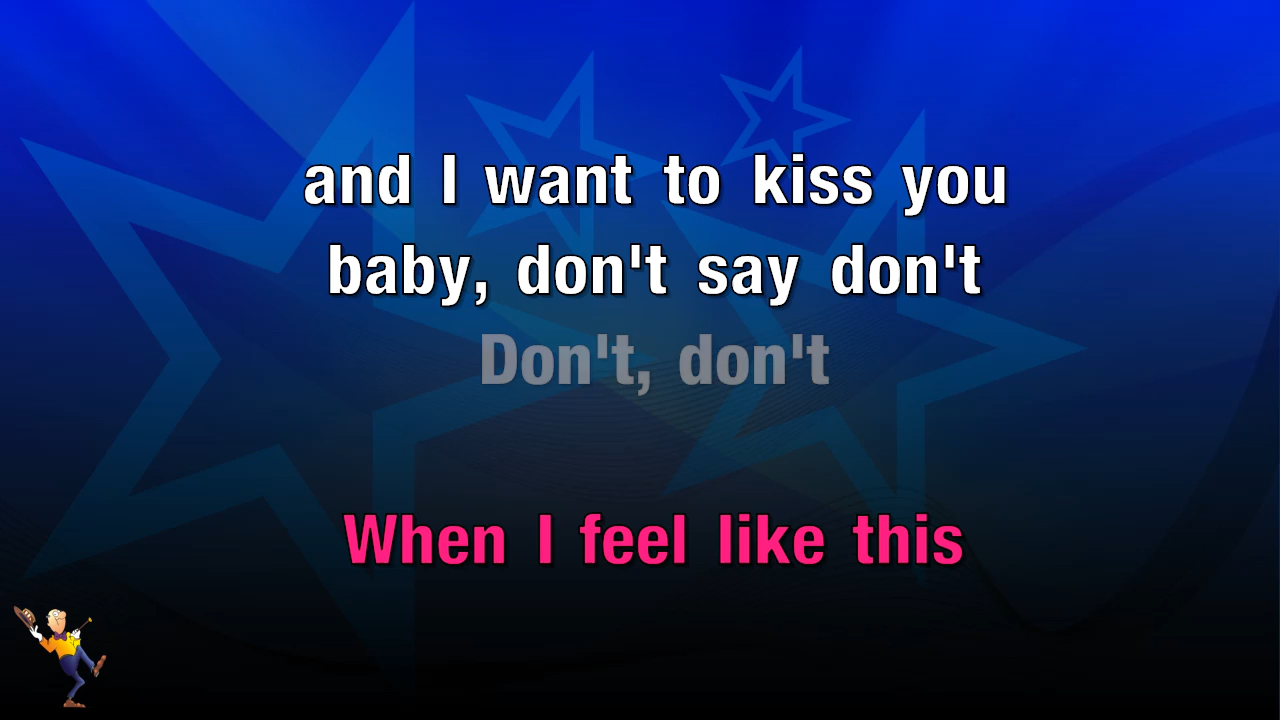 and I want to kiss you
baby, don't say don't
Don't, don't
When I feel like this